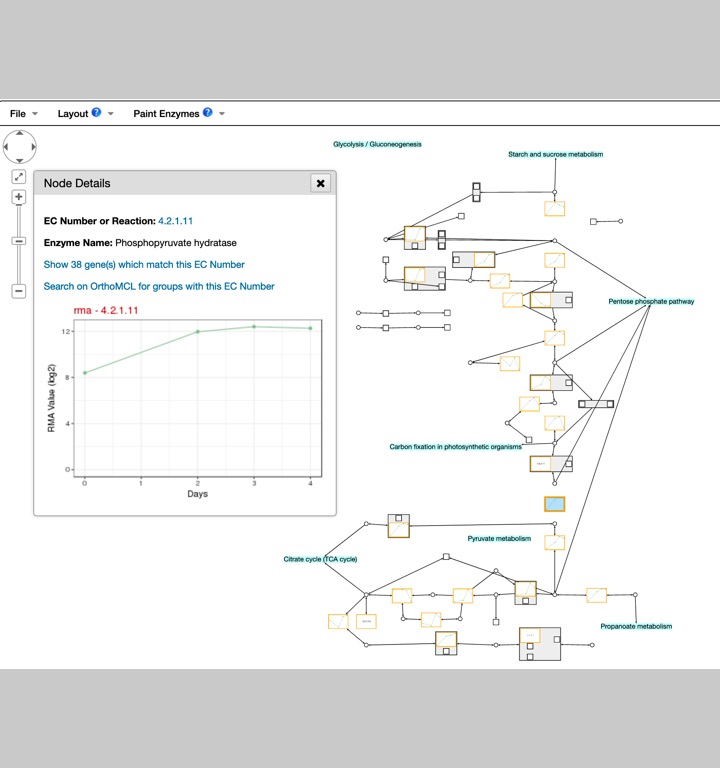 File
Layout ?
Paint Enzymes ?
Glycolysis / Gluconeogenesis
Starch and sucrose metabolism
Node Details
EC Number or Reaction: 4.2.1.11
Enzyme Name: Phosphopyruvate hydratase
Show 38 gene(s) which match this EC Number
Search on OrthoMCL for groups with this EC Number
rma - 4.2.1.11
12
8
4
0
RMA Value (log2)
0 1 2 3 4
Days
Pentose phosphate pathway
Carbon fixation in photosynthetic organisms
Pyruvate metabolism
Citrate cycle (TCA cycle)
Propanoate metabolism